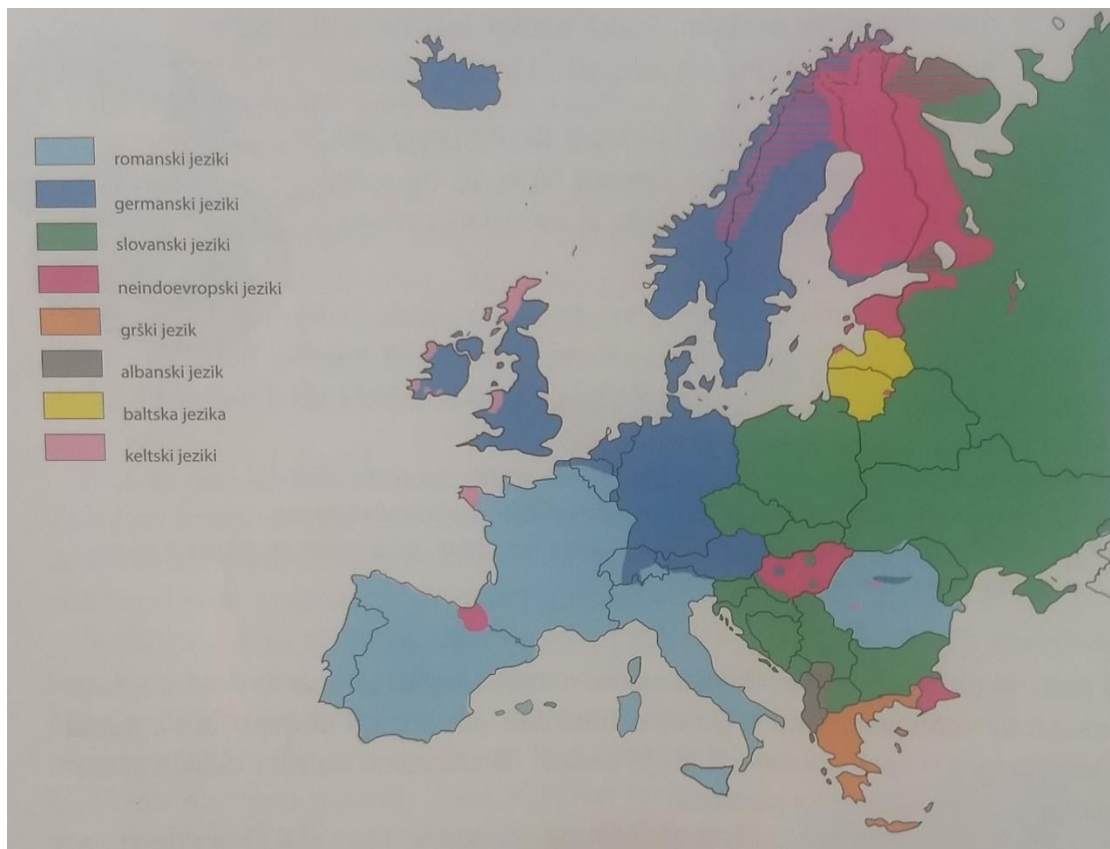 romanski jeziki
germanski jeziki
slovanski jeziki
neindoevropski jeziki
grški jezik
albanski jezik
baltska jezika
keltski jeziki